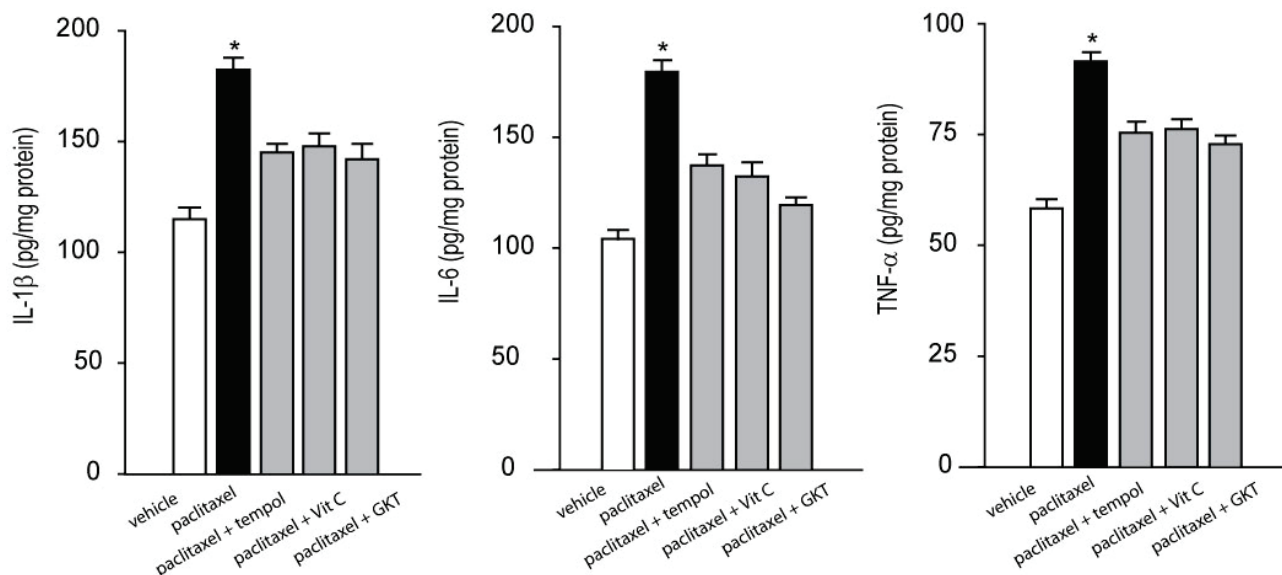 IL-1β (pg/mg protein)
200
150
100
50
0
*
vehicle
paclitaxel
paclitaxel + tempol
paclitaxel + Vit C
paclitaxel + GKT
IL-6 (pg/mg protein)
200
150
100
50
0
*
vehicle
paclitaxel
paclitaxel + tempol
paclitaxel + Vit C
paclitaxel + GKT
TNF-α (pg/mg protein)
100
75
50
25
0
*
vehicle
paclitaxel
paclitaxel + tempol
paclitaxel + Vit C
paclitaxel + GKT